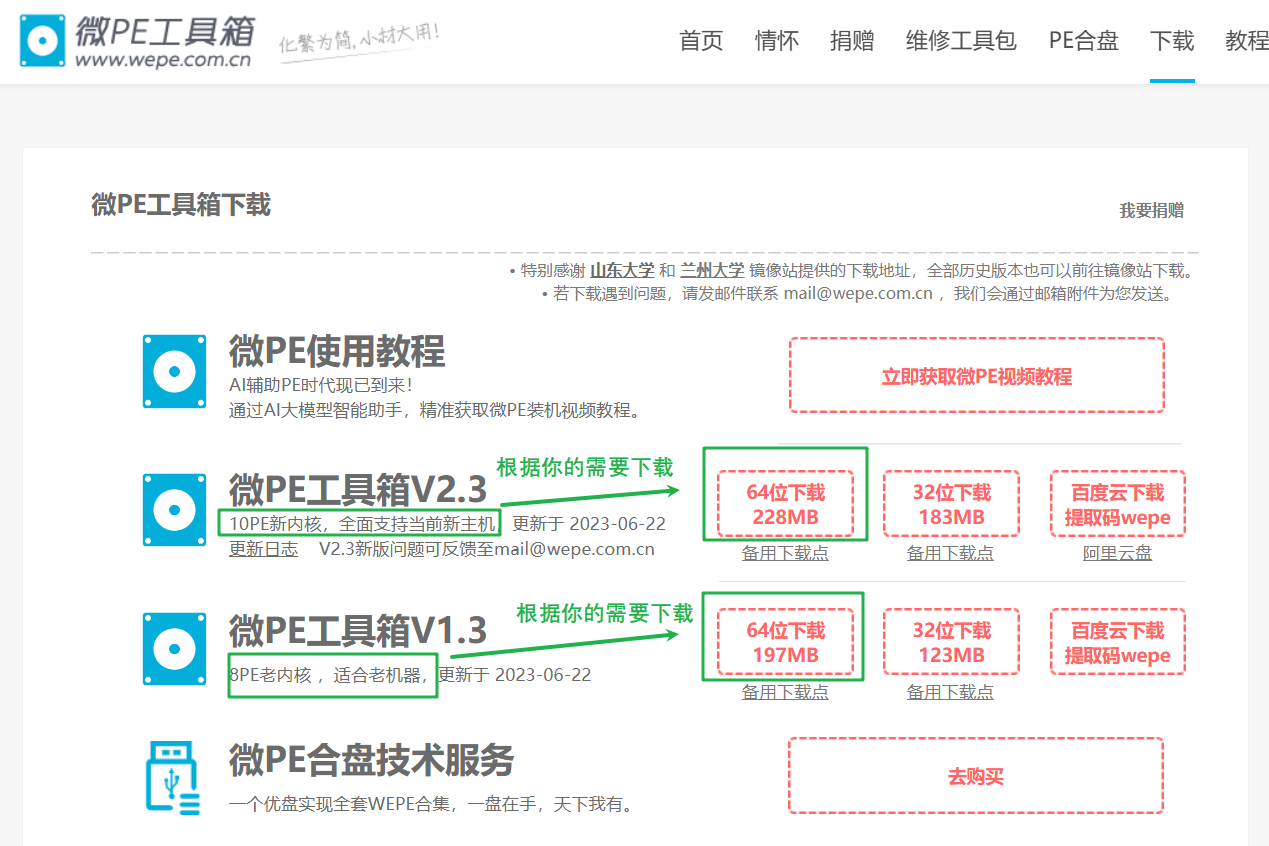 微PE工具箱
www.wepe.com.cn
化繁为简,小材大用!
首页 情怀 捐赠 维修工具包 PE合盘 下载 教程
微PE工具箱下载
我要捐赠
• 特别感谢 山东大学 和 兰州大学 镜像站提供的下载地址，全部历史版本也可以前往镜像站下载。
• 若下载遇到问题，请发邮件联系 mail@wepe.com.cn ，我们会通过邮箱附件为您发送。
微PE使用教程
AI辅助PE时代现已到来！
通过AI大模型智能助手，精准获取微PE装机视频教程。
立即获取微PE视频教程
根据你的需要下载
微PE工具箱V2.3
10PE新内核，全面支持当前新主机，更新于 2023-06-22
更新日志 V2.3新版问题可反馈至mail@wepe.com.cn
64位下载
228MB
备用下载点
32位下载
183MB
备用下载点
百度云下载
提取码wepe
阿里云盘
根据你的需要下载
微PE工具箱V1.3
8PE老内核 ，适合老机器，更新于 2023-06-22
64位下载
197MB
备用下载点
32位下载
123MB
备用下载点
百度云下载
提取码wepe
微PE合盘技术服务
一个优盘实现全套WEPE合集，一盘在手，天下我有。
去购买